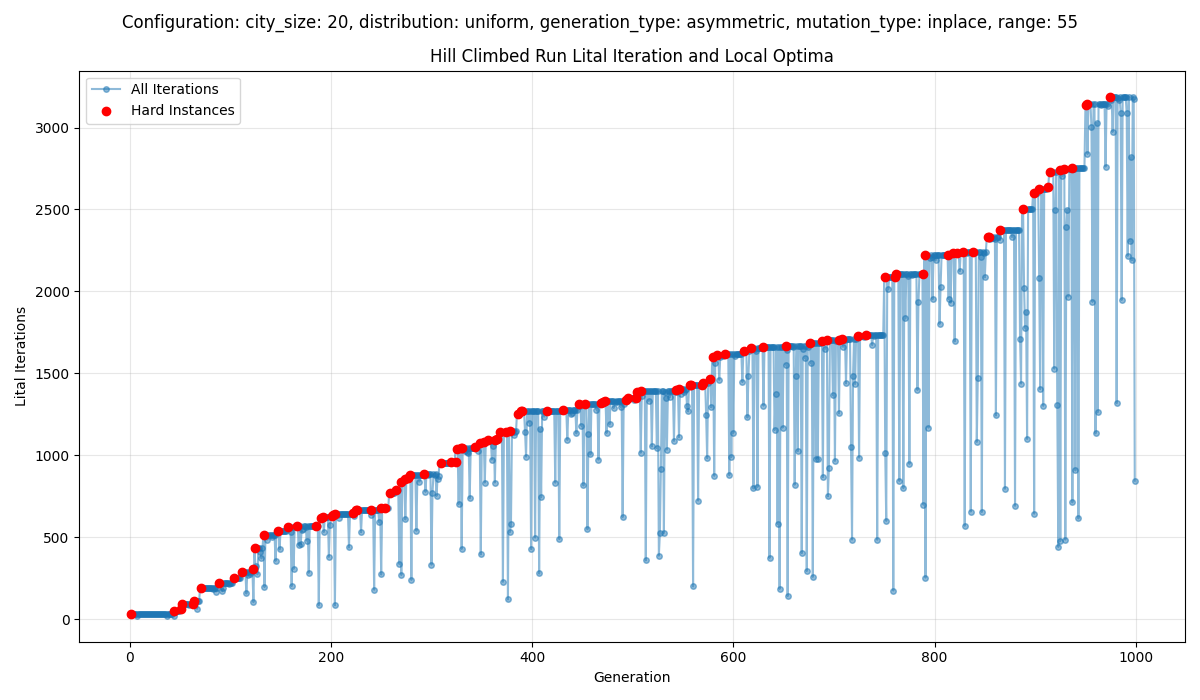 Configuration: city_size: 20, distribution: uniform, generation_type: asymmetric, mutation_type: inplace, range: 55
Hill Climbed Run Lital Iteration and Local Optima
All Iterations
Hard Instances
Lital Iterations
3000
2500
2000
1500
1000
500
0
0 200 400 600 800 1000
Generation